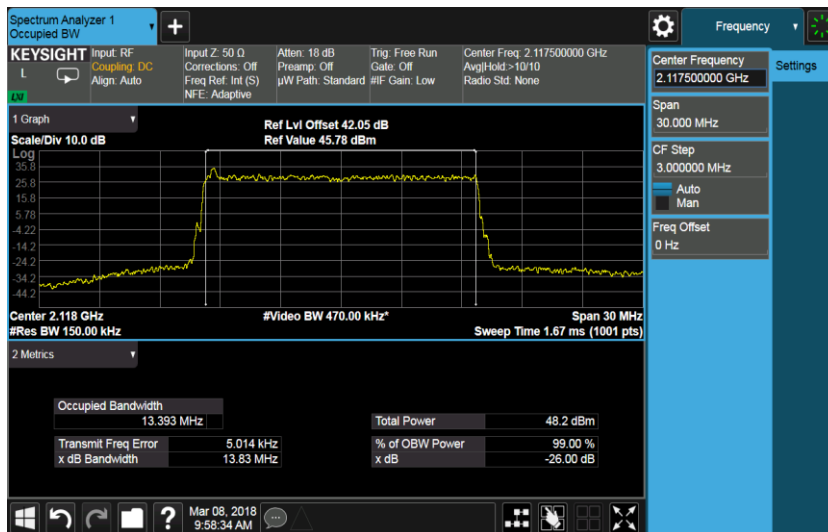 Spectrum Analyzer 1
Occupied BW
+
Frequency
KEYSIGHT
L
LXI
Input: RF
Coupling: DC
Align: Auto
Input Z: 50 Ω
Corrections: Off
Freq Ref: Int (S)
NFE: Adaptive
Atten: 18 dB
Preamp: Off
µW Path: Standard
Trig: Free Run
Gate: Off
#IF Gain: Low
Center Freq: 2.117500000 GHz
Avg|Hold:>10/10
Radio Std: None
Center Frequency
2.117500000 GHz
Settings
Span
30.000 MHz
CF Step
3.000000 MHz
Auto
Man
Freq Offset
0 Hz
1 Graph
Scale/Div 10.0 dB
Ref Lvl Offset 42.05 dB
Ref Value 45.78 dBm
Log
35.8
25.8
15.8
5.78
-4.22
-14.2
-24.2
-34.2
-44.2
Center 2.118 GHz
#Video BW 470.00 kHz*
Span 30 MHz
#Res BW 150.00 kHz
Sweep Time 1.67 ms (1001 pts)
2 Metrics
Occupied Bandwidth
13.393 MHz
Total Power 48.2 dBm
Transmit Freq Error 5.014 kHz
% of OBW Power 99.00 %
x dB Bandwidth 13.83 MHz
x dB -26.00 dB
?
Mar 08, 2018
9:58:34 AM